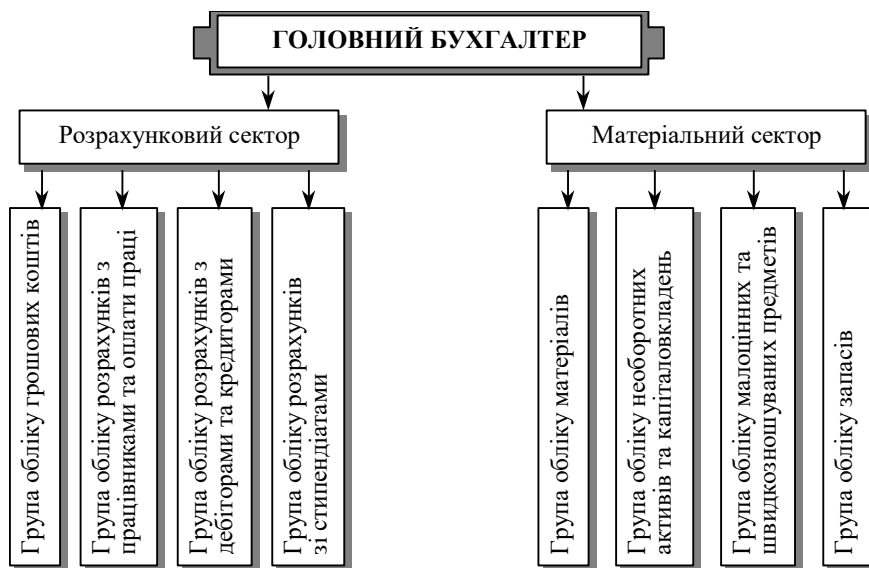 ГОЛОВНИЙ БУХГАЛТЕР
Розрахунковий сектор
Матеріальний сектор
Група обліку грошових коштів
Група обліку розрахунків з
працівниками та оплати праці
Група обліку розрахунків з
дебіторами та кредиторами
Група обліку розрахунків
зі стипендіатами
Група обліку матеріалів
Група обліку необоротних
активів та капіталовкладень
Група обліку малоцінних та
швидкозношуваних предметів
Група обліку запасів